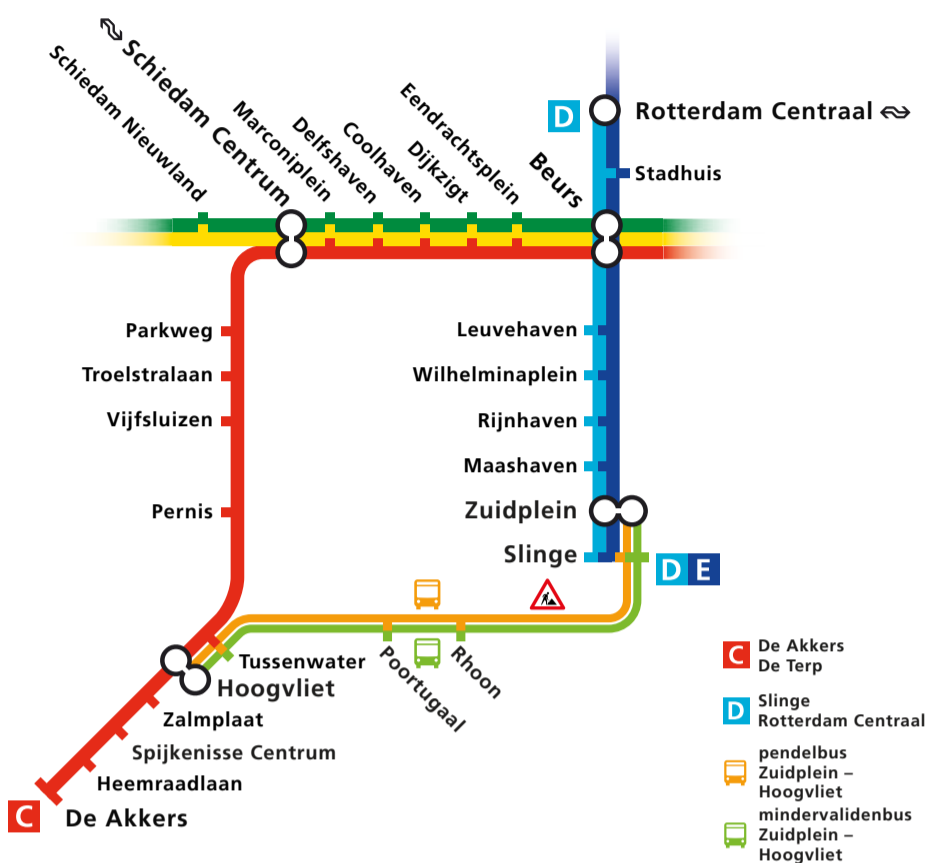 Schiedam Nieuwland
Schiedam Centrum
Marconiplein
Delfshaven
Coolhaven
Dijkzigt
Eendrachtsplein
Beurs
D
Rotterdam Centraal
Stadhuis
Parkweg
Troelstralaan
Vijfsluizen
Pernis
Leuvehaven
Wilhelminaplein
Rijnhaven
Maashaven
Zuidplein
Slinge
D E
Tussenwater
Hoogvliet
Poortugaal
Rhoon
Zalmplaat
Spijkenisse Centrum
Heemraadlaan
De Akkers
C
C
De Akkers
De Terp
D
Slinge
Rotterdam Centraal
pendelbus
Zuidplein –
Hoogvliet
mindervalidenbus
Zuidplein –
Hoogvliet